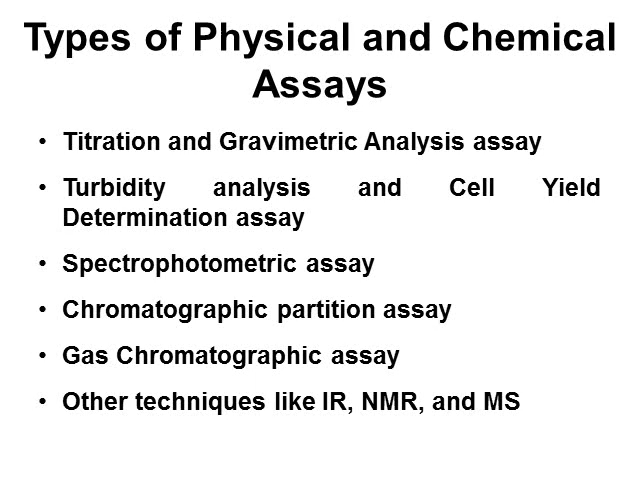 Types of Physical and Chemical
Assays
• Titration and Gravimetric Analysis assay
• Turbidity analysis and Cell Yield
Determination assay
• Spectrophotometric assay
• Chromatographic partition assay
• Gas Chromatographic assay
• Other techniques like IR, NMR, and MS